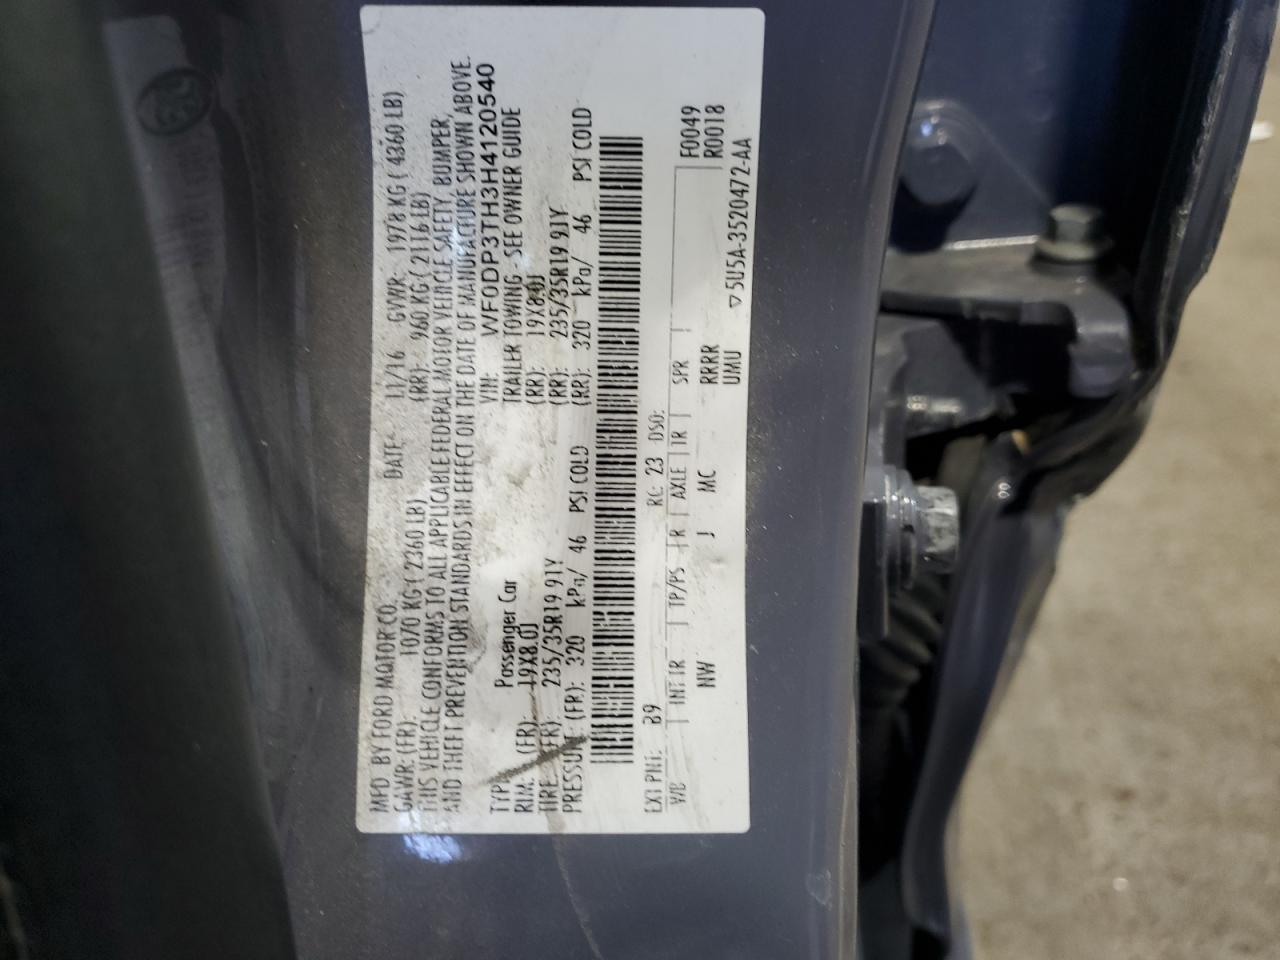 MFD. BY FORD MOTOR CO. DATE: 11/16 GVWR: 1978 KG ( 4360 LB)
GAWR: (FR): 1070 KG ( 2360 LB) (RR): 960 KG ( 2116 LB)
THIS VEHICLE CONFORMS TO ALL APPLICABLE FEDERAL MOTOR VEHICLE SAFETY, BUMPER,
AND THEFT PREVENTION STANDARDS IN EFFECT ON THE DATE OF MANUFACTURE SHOWN ABOVE.
VIN: WF0DP3TH3H4120540
TYPE: Passenger Car TRAILER TOWING - SEE OWNER GUIDE
RIM: (FR): 19X8.0J (RR): 19X8.0J
TIRE: (FR): 235/35R19 91Y (RR): 235/35R19 91Y
PRESSURE (FR): 320 kPa/ 46 PSI COLD (RR): 320 kPa/ 46 PSI COLD
EXT PNT: B9 RC: 23 DSO: F0049
WB INT TR TP/PS R AXLE TR SPR R0018
NW J MC RRRR
UMU
▽5U5A-3520472-AA